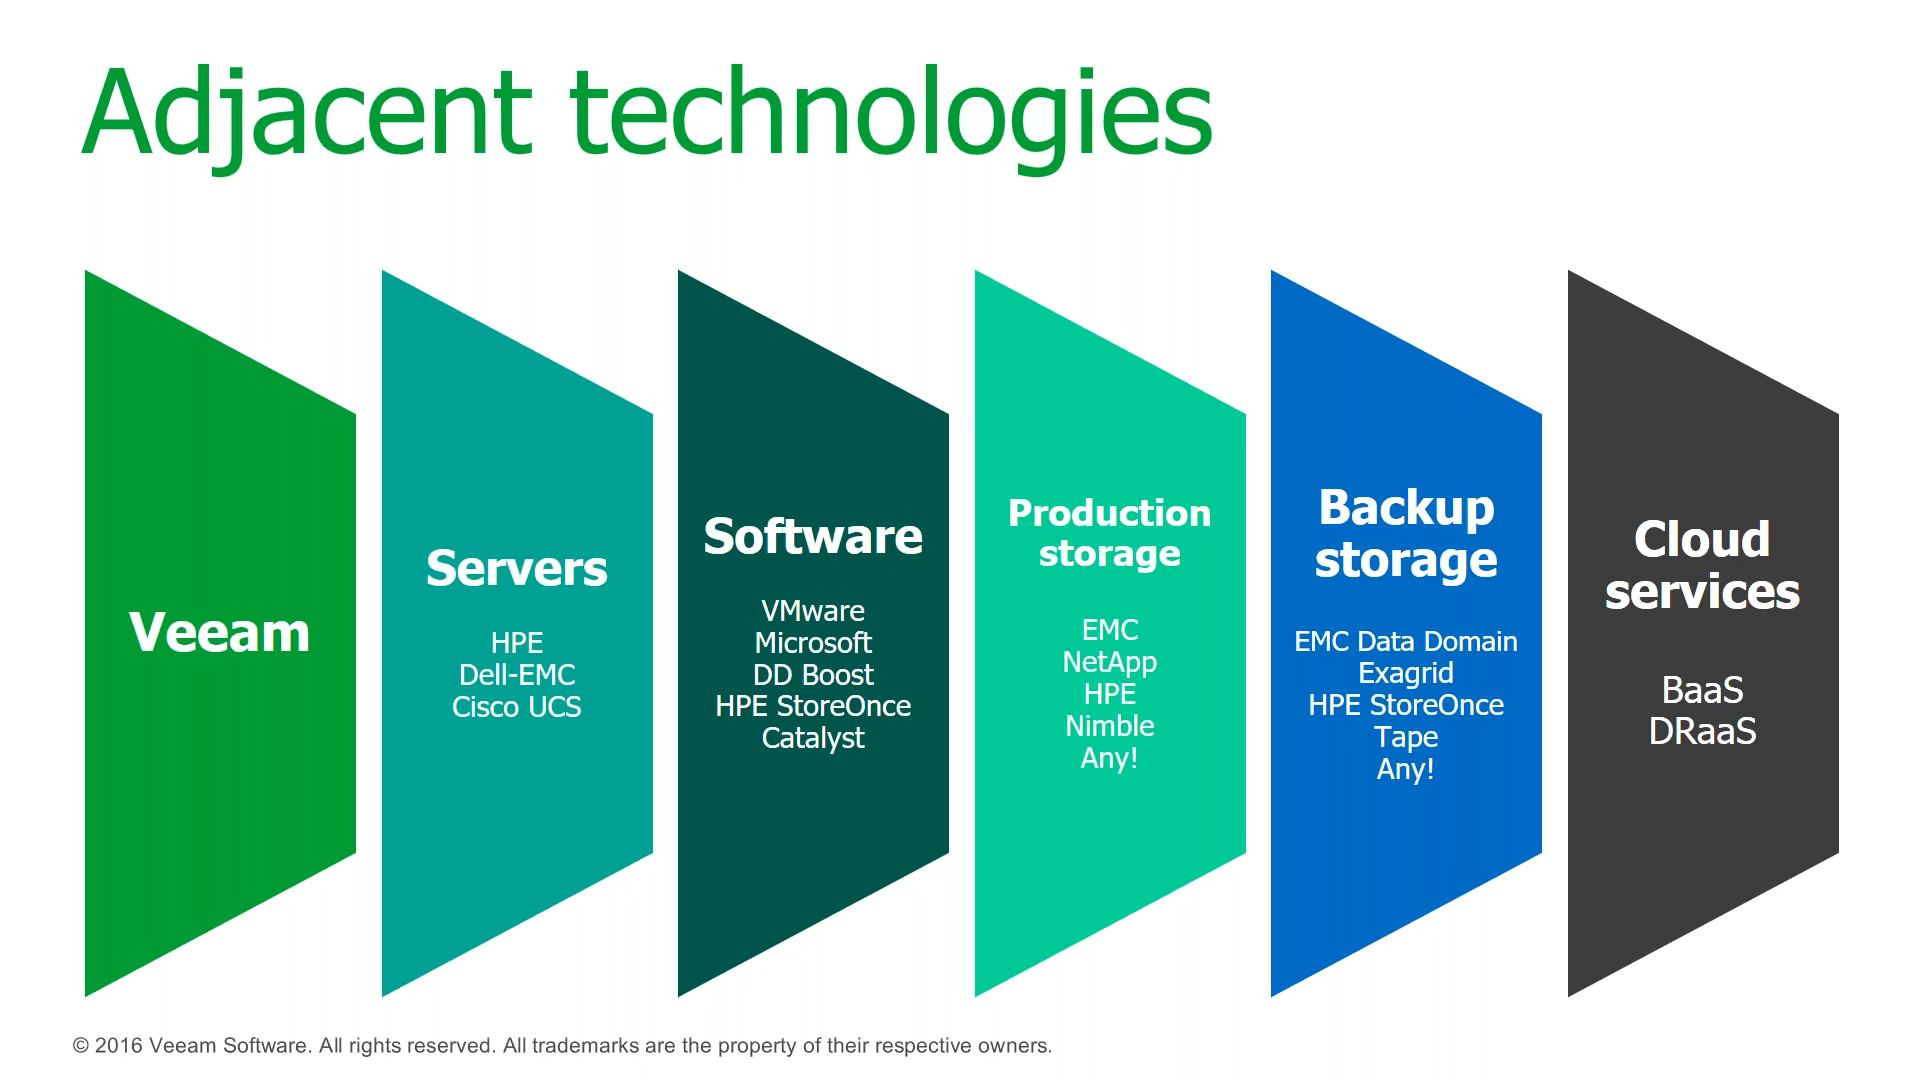 Adjacent technologies
Veeam
Servers
HPE
Dell-EMC
Cisco UCS
Software
VMware
Microsoft
DD Boost
HPE StoreOnce
Catalyst
Production
storage
EMC
NetApp
HPE
Nimble
Any!
Backup
storage
EMC Data Domain
Exagrid
HPE StoreOnce
Tape
Any!
Cloud
services
BaaS
DRaaS
© 2016 Veeam Software. All rights reserved. All trademarks are the property of their respective owners.